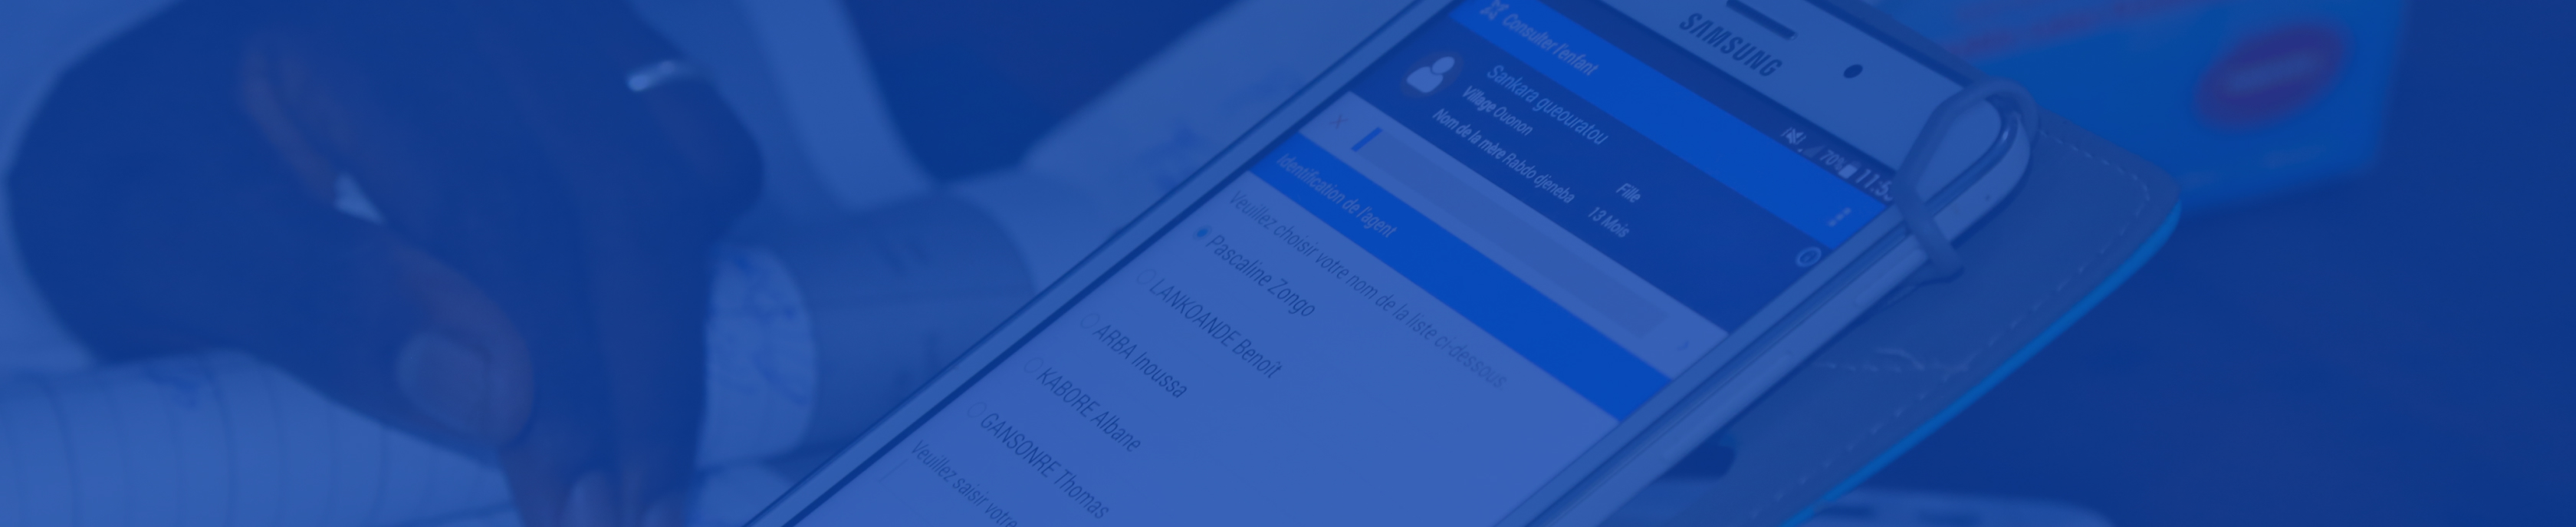 SAMSUNG
70% 11:5
Consulter l'enfant
Sankara gueouratou
Village Ouonon
Fille
Nom de la mère Rabdo djeneba
13 Mois
Identification de l'agent
Veuillez choisir votre nom de la liste ci-dessous.
Pascaline Zongo
LANKOANDE Benoît
ARBA Inoussa
KABORE Albane
GANSONRE Thomas
Veuillez saisir votre